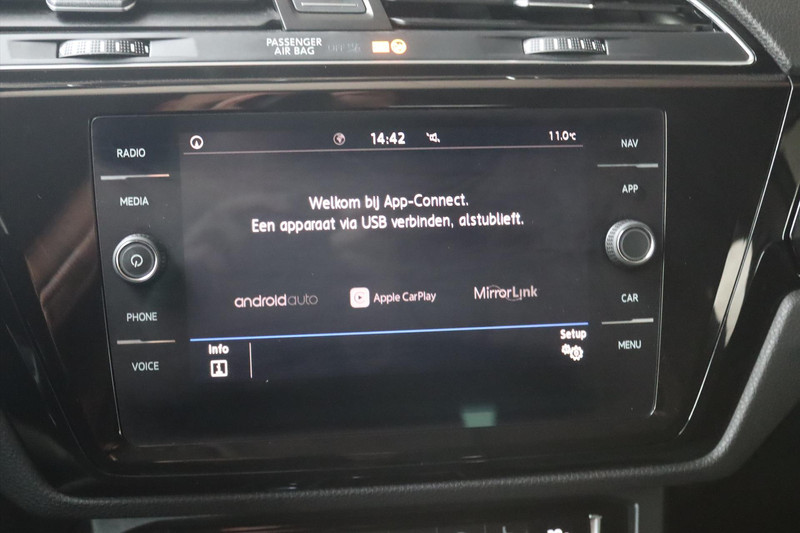 PASSENGER
AIR BAG
OFF
RADIO
MEDIA
PHONE
VOICE
14:42
11.0°C
Welkom bij App-Connect.
Een apparaat via USB verbinden, alstublieft.
androidauto
Apple CarPlay
MirrorLink
Info
Setup
NAV
APP
CAR
MENU